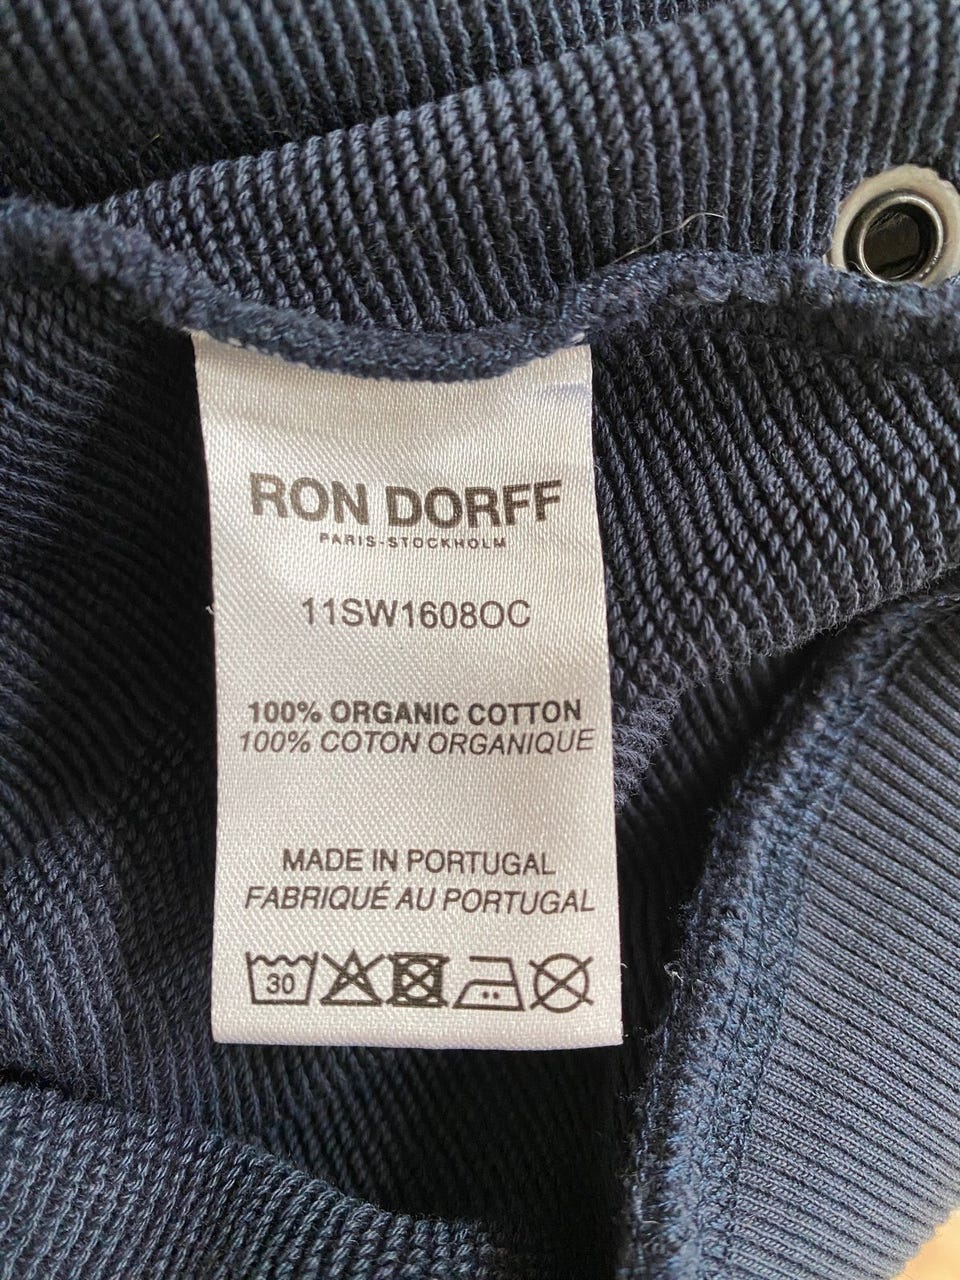 RON DORFF
PARIS-STOCKHOLM
11SW1608OC
100% ORGANIC COTTON
100% COTON ORGANIQUE
MADE IN PORTUGAL
FABRIQUÉ AU PORTUGAL
30